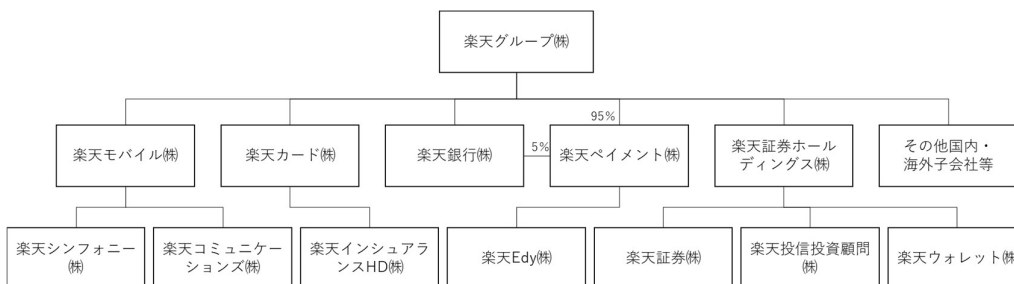 楽天グループ㈱
95%
楽天モバイル㈱
楽天カード㈱
楽天銀行㈱
5%
楽天ペイメント㈱
楽天証券ホール
ディングス㈱
その他国内・
海外子会社等
楽天シンフォニー
㈱
楽天コミュニケー
ションズ㈱
楽天インシュアラ
ンスHD㈱
楽天Edy㈱
楽天証券㈱
楽天投信投資顧問
㈱
楽天ウォレット㈱